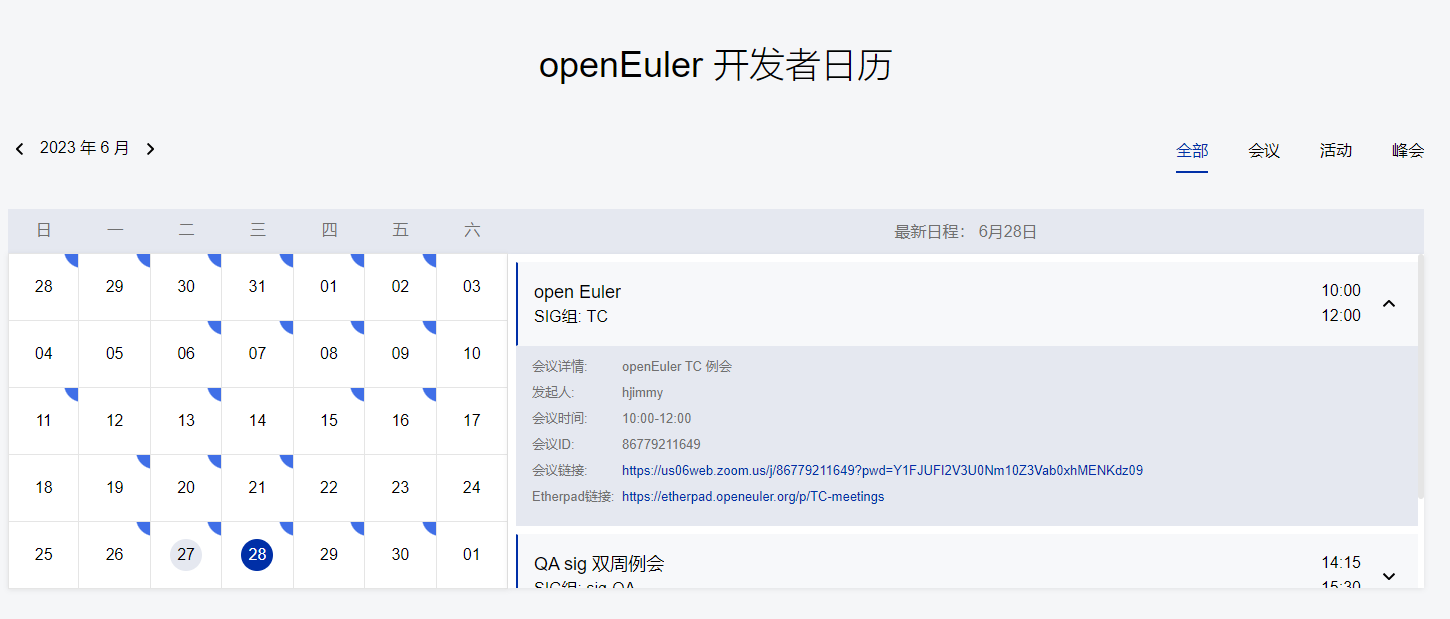 openEuler 开发者日历
2023 年 6 月
全部 会议 活动 峰会
日 一 二 三 四 五 六
最新日程： 6月28日
28 29 30 31 01 02 03
04 05 06 07 08 09 10
11 12 13 14 15 16 17
18 19 20 21 22 23 24
25 26 27 28 29 30 01
open Euler 10:00
SIG组: TC 12:00
会议详情: openEuler TC 例会
发起人: hjimmy
会议时间: 10:00-12:00
会议ID: 86779211649
会议链接: https://us06web.zoom.us/j/86779211649?pwd=Y1FJUFI2V3U0Nm10Z3Vab0xhMENKdz09
Etherpad链接: https://etherpad.openeuler.org/p/TC-meetings
QA sig 双周例会 14:15
SIG组: sig-QA 15:30